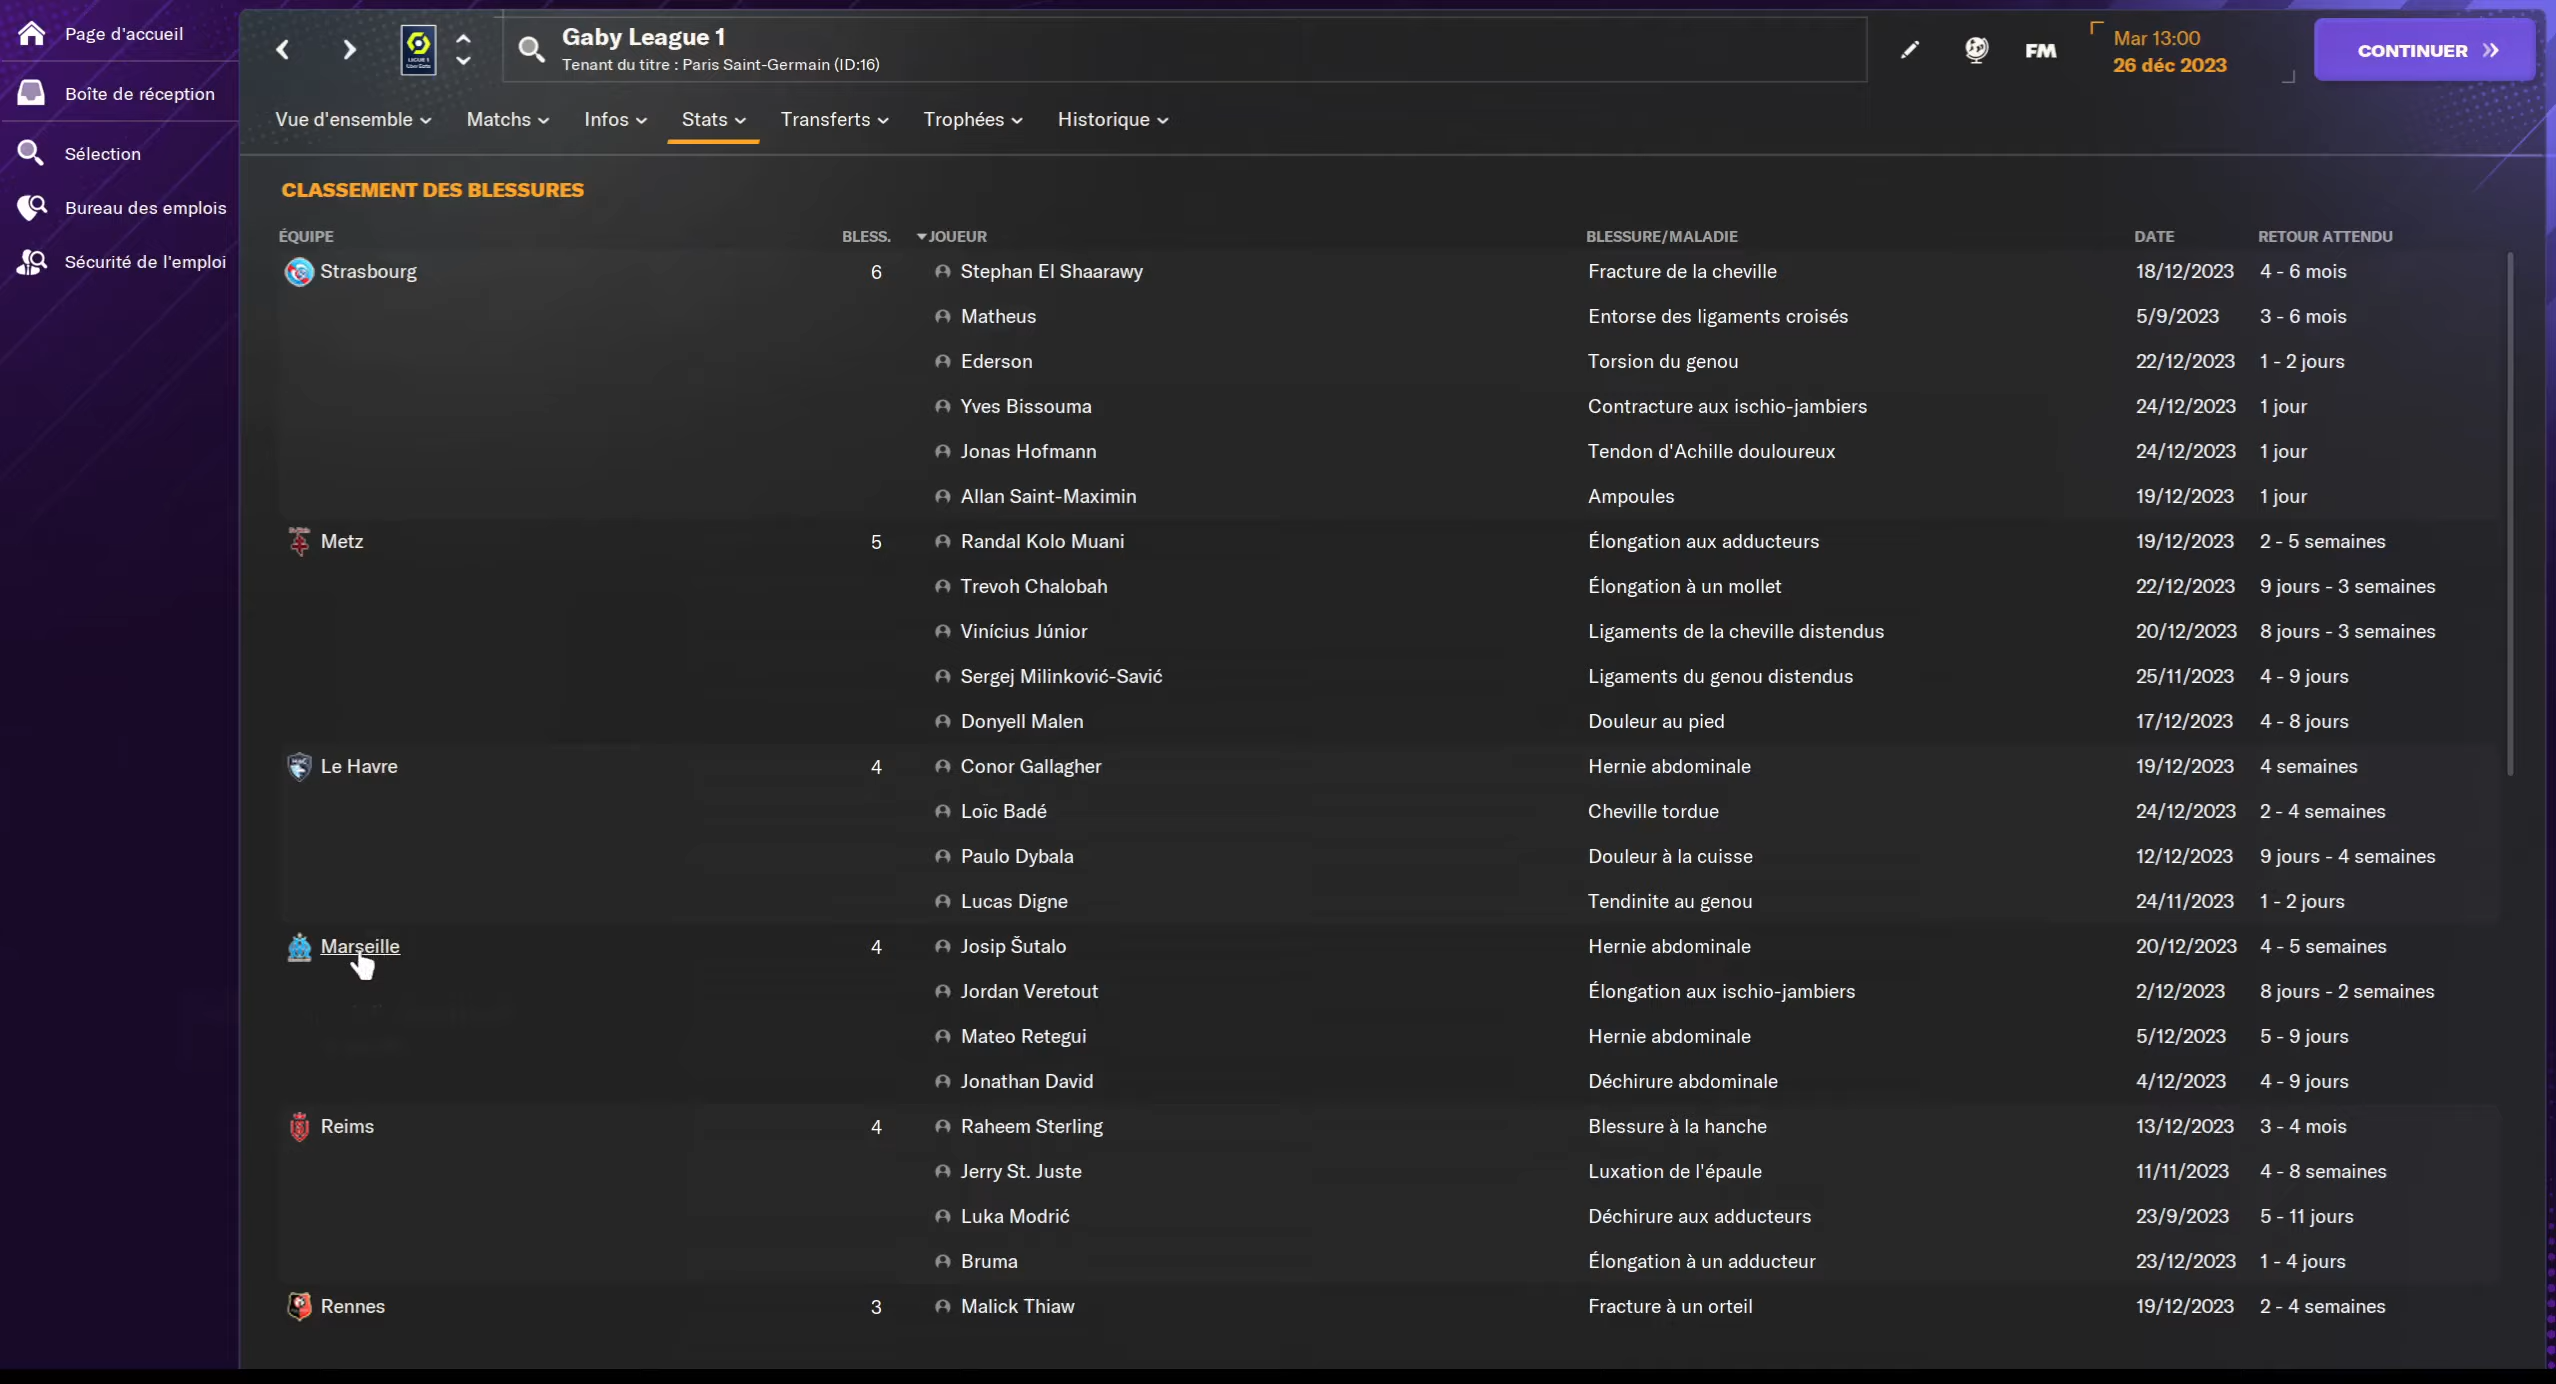 Page d'accueil
Boîte de réception
Sélection
Bureau des emplois
Sécurité de l'emploi
Gaby League 1
Tenant du titre : Paris Saint-Germain (ID:16)
FM
Mar 13:00
26 déc 2023
CONTINUER
Vue d'ensemble Matchs Infos Stats Transferts Trophées Historique
CLASSEMENT DES BLESSURES
ÉQUIPE BLESS. JOUEUR BLESSURE/MALADIE DATE RETOUR ATTENDU
Strasbourg 6 Stephan El Shaarawy Fracture de la cheville 18/12/2023 4 - 6 mois
Matheus Entorse des ligaments croisés 5/9/2023 3 - 6 mois
Ederson Torsion du genou 22/12/2023 1 - 2 jours
Yves Bissouma Contracture aux ischio-jambiers 24/12/2023 1 jour
Jonas Hofmann Tendon d'Achille douloureux 24/12/2023 1 jour
Allan Saint-Maximin Ampoules 19/12/2023 1 jour
Metz 5 Randal Kolo Muani Élongation aux adducteurs 19/12/2023 2 - 5 semaines
Trevoh Chalobah Élongation à un mollet 22/12/2023 9 jours - 3 semaines
Vinícius Júnior Ligaments de la cheville distendus 20/12/2023 8 jours - 3 semaines
Sergej Milinković-Savić Ligaments du genou distendus 25/11/2023 4 - 9 jours
Donyell Malen Douleur au pied 17/12/2023 4 - 8 jours
Le Havre 4 Conor Gallagher Hernie abdominale 19/12/2023 4 semaines
Loïc Badé Cheville tordue 24/12/2023 2 - 4 semaines
Paulo Dybala Douleur à la cuisse 12/12/2023 9 jours - 4 semaines
Lucas Digne Tendinite au genou 24/11/2023 1 - 2 jours
Marseille 4 Josip Šutalo Hernie abdominale 20/12/2023 4 - 5 semaines
Jordan Veretout Élongation aux ischio-jambiers 2/12/2023 8 jours - 2 semaines
Mateo Retegui Hernie abdominale 5/12/2023 5 - 9 jours
Jonathan David Déchirure abdominale 4/12/2023 4 - 9 jours
Reims 4 Raheem Sterling Blessure à la hanche 13/12/2023 3 - 4 mois
Jerry St. Juste Luxation de l'épaule 11/11/2023 4 - 8 semaines
Luka Modrić Déchirure aux adducteurs 23/9/2023 5 - 11 jours
Bruma Élongation à un adducteur 23/12/2023 1 - 4 jours
Rennes 3 Malick Thiaw Fracture à un orteil 19/12/2023 2 - 4 semaines